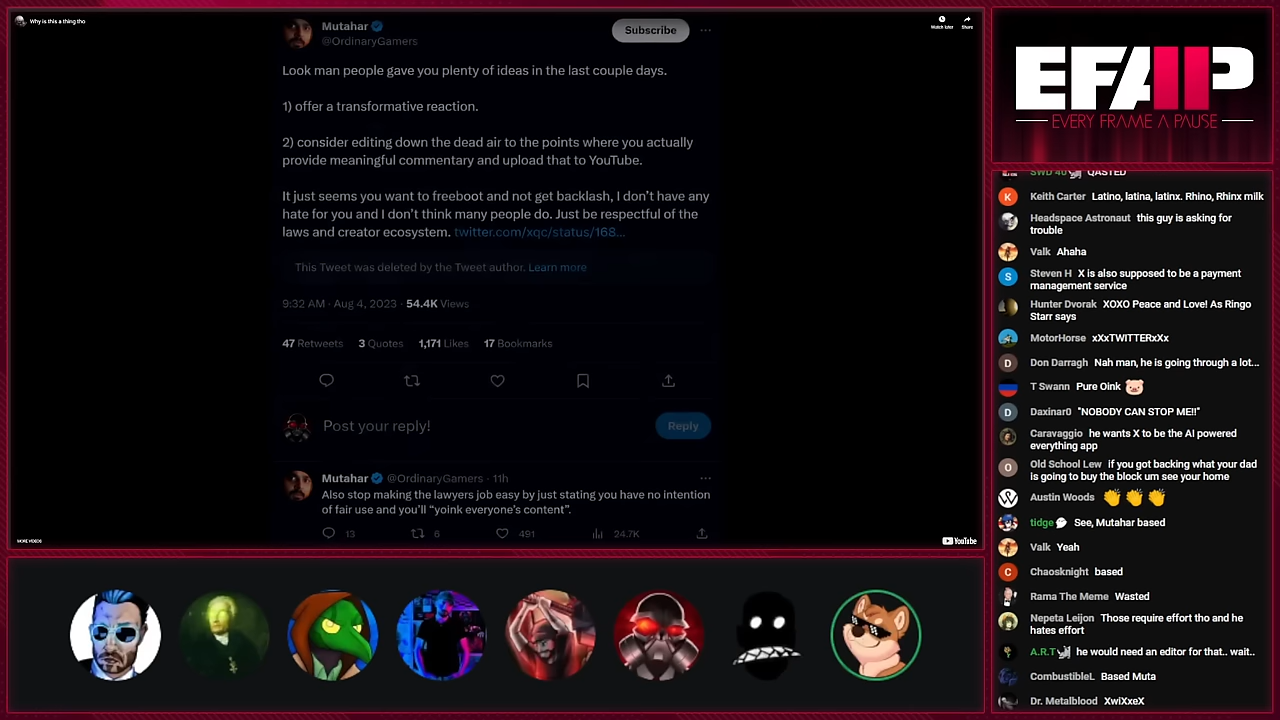 Why is this a thing tho
Watch later
Share
Mutahar
@OrdinaryGamers
Subscribe
Look man people gave you plenty of ideas in the last couple days.
1) offer a transformative reaction.
2) consider editing down the dead air to the points where you actually
provide meaningful commentary and upload that to YouTube.
It just seems you want to freeboot and not get backlash, I don't have any
hate for you and I don't think many people do. Just be respectful of the
laws and creator ecosystem. twitter.com/xqc/status/168...
This Tweet was deleted by the Tweet author. Learn more
9:32 AM · Aug 4, 2023 · 54.4K Views
47 Retweets 3 Quotes 1,171 Likes 17 Bookmarks
Post your reply!
Reply
Mutahar @OrdinaryGamers · 11h
Also stop making the lawyers job easy by just stating you have no intention
of fair use and you'll “yoink everyone's content”.
13 6 491 24.7K
MORE VIDEOS
YouTube
EFAP
EVERY FRAME A PAUSE
SWD 40 QASTED
K Keith Carter Latino, latina, latinx. Rhino, Rhinx milk
Headspace Astronaut this guy is asking for
trouble
Valk Ahaha
S Steven H X is also supposed to be a payment
management service
Hunter Dvorak XOXO Peace and Love! As Ringo
Starr says
MotorHorse xXxTWITTERxXx
D Don Darragh Nah man, he is going through a lot...
T Swann Pure Oink
D Daxinar0 "NOBODY CAN STOP ME!!"
Caravaggio he wants X to be the AI powered
everything app
O Old School Lew if you got backing what your dad
is going to buy the block um see your home
Austin Woods
tidge See, Mutahar based
Valk Yeah
C Chaosknight based
Rama The Meme Wasted
Nepeta Leijon Those require effort tho and he
hates effort
A.R.T he would need an editor for that.. wait..
CombustibleL Based Muta
Dr. Metalblood XwiXxeX